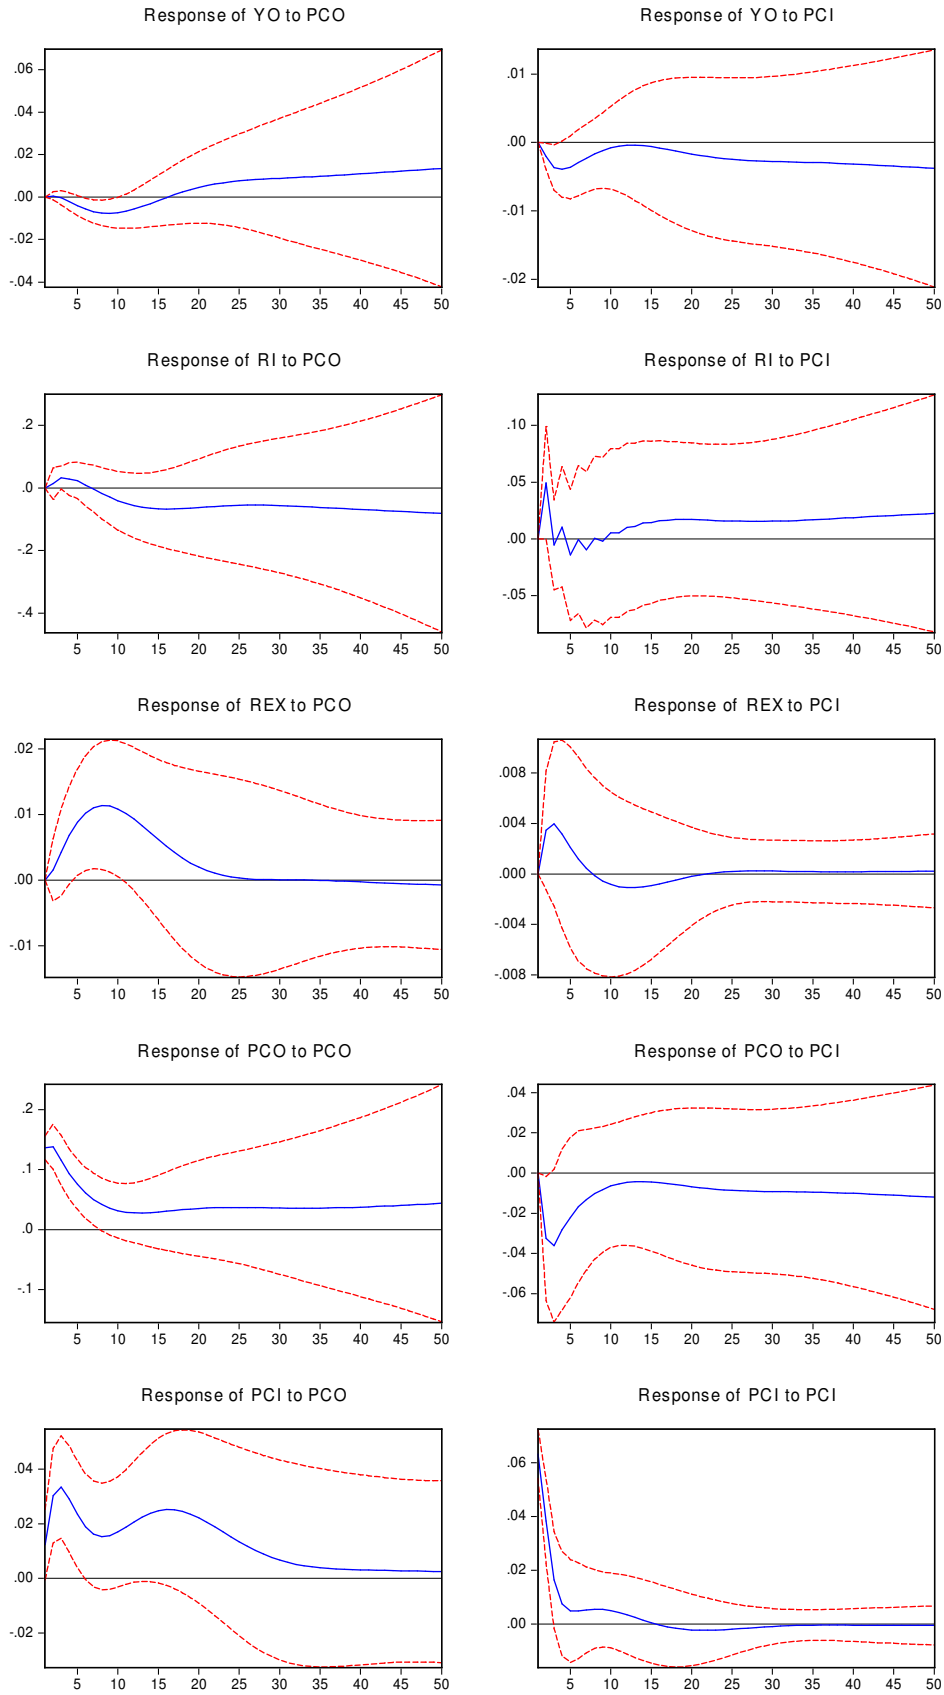 Response of YO to PCO
.06
.04
.02
.00
-.02
-.04
5 10 15 20 25 30 35 40 45 50
Response of YO to PCI
.01
.00
-.01
-.02
5 10 15 20 25 30 35 40 45 50
Response of RI to PCO
.2
.0
-.2
-.4
5 10 15 20 25 30 35 40 45 50
Response of RI to PCI
.10
.05
.00
-.05
5 10 15 20 25 30 35 40 45 50
Response of REX to PCO
.02
.01
.00
-.01
5 10 15 20 25 30 35 40 45 50
Response of REX to PCI
.008
.004
.000
-.004
-.008
5 10 15 20 25 30 35 40 45 50
Response of PCO to PCO
.2
.1
.0
-.1
5 10 15 20 25 30 35 40 45 50
Response of PCO to PCI
.04
.02
.00
-.02
-.04
-.06
5 10 15 20 25 30 35 40 45 50
Response of PCI to PCO
.04
.02
.00
-.02
5 10 15 20 25 30 35 40 45 50
Response of PCI to PCI
.06
.04
.02
.00
5 10 15 20 25 30 35 40 45 50